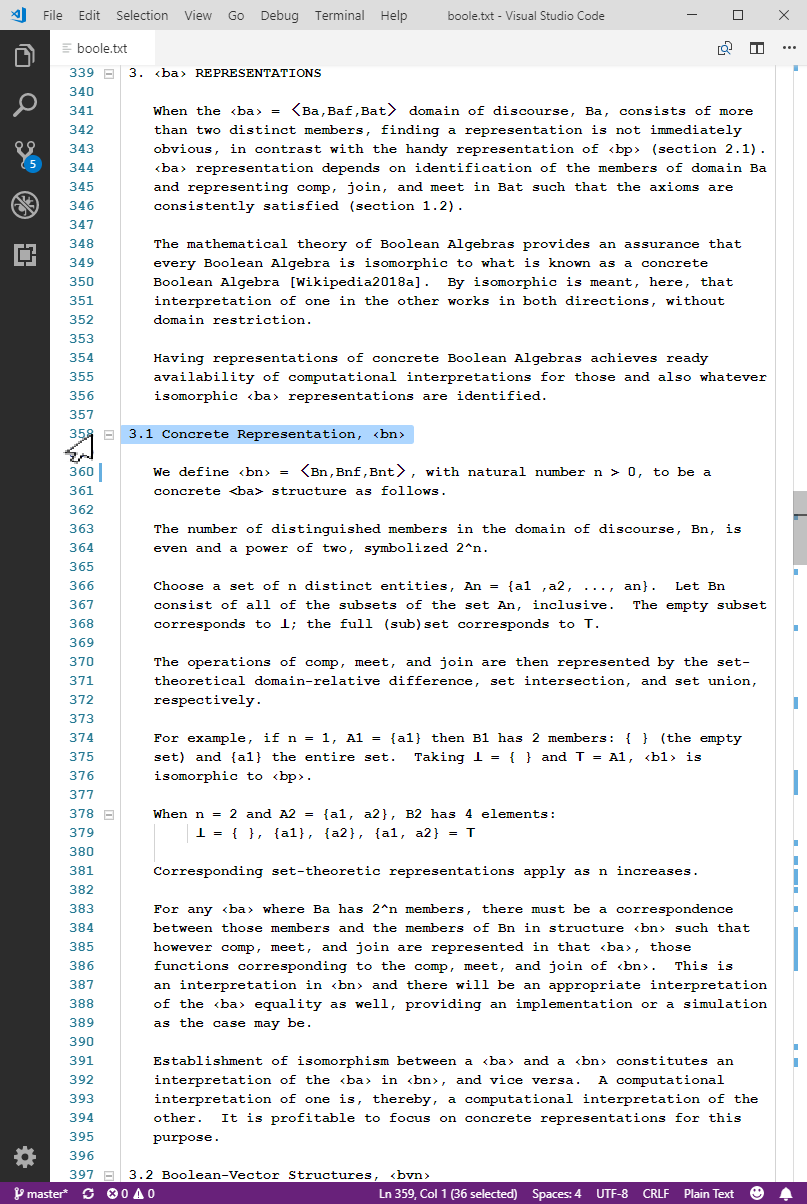 File Edit Selection View Go Debug Terminal Help boole.txt - Visual Studio Code
boole.txt
5
339 3. ‹ba› REPRESENTATIONS
340
341 When the ‹ba› = 〈Ba,Baf,Bat〉 domain of discourse, Ba, consists of more
342 than two distinct members, finding a representation is not immediately
343 obvious, in contrast with the handy representation of ‹bp› (section 2.1).
344 ‹ba› representation depends on identification of the members of domain Ba
345 and representing comp, join, and meet in Bat such that the axioms are
346 consistently satisfied (section 1.2).
347
348 The mathematical theory of Boolean Algebras provides an assurance that
349 every Boolean Algebra is isomorphic to what is known as a concrete
350 Boolean Algebra [Wikipedia2018a].  By isomorphic is meant, here, that
351 interpretation of one in the other works in both directions, without
352 domain restriction.
353
354 Having representations of concrete Boolean Algebras achieves ready
355 availability of computational interpretations for those and also whatever
356 isomorphic ‹ba› representations are identified.
357
358 3.1 Concrete Representation, ‹bn›
360 We define ‹bn› = 〈Bn,Bnf,Bnt〉, with natural number n > 0, to be a
361 concrete <ba> structure as follows.
362
363 The number of distinguished members in the domain of discourse, Bn, is
364 even and a power of two, symbolized 2^n.
365
366 Choose a set of n distinct entities, An = {a1 ,a2, ..., an}.  Let Bn
367 consist of all of the subsets of the set An, inclusive.  The empty subset
368 corresponds to ⊥; the full (sub)set corresponds to ⊤.
369
370 The operations of comp, meet, and join are then represented by the set-
371 theoretical domain-relative difference, set intersection, and set union,
372 respectively.
373
374 For example, if n = 1, A1 = {a1} then B1 has 2 members: { } (the empty
375 set) and {a1} the entire set.  Taking ⊥ = { } and ⊤ = A1, ‹b1› is
376 isomorphic to ‹bp›.
377
378 When n = 2 and A2 = {a1, a2}, B2 has 4 elements:
379 ⊥ = { }, {a1}, {a2}, {a1, a2} = ⊤
380
381 Corresponding set-theoretic representations apply as n increases.
382
383 For any ‹ba› where Ba has 2^n members, there must be a correspondence
384 between those members and the members of Bn in structure ‹bn› such that
385 however comp, meet, and join are represented in that ‹ba›, those
386 functions corresponding to the comp, meet, and join of ‹bn›.  This is
387 an interpretation in ‹bn› and there will be an appropriate interpretation
388 of the ‹ba› equality as well, providing an implementation or a simulation
389 as the case may be.
390
391 Establishment of isomorphism between a ‹ba› and a ‹bn› constitutes an
392 interpretation of the ‹ba› in ‹bn›, and vice versa.  A computational
393 interpretation of one is, thereby, a computational interpretation of the
394 other.  It is profitable to focus on concrete representations for this
395 purpose.
396
397 3.2 Boolean-Vector Structures, ‹bvn›
master* 0 0 Ln 359, Col 1 (36 selected) Spaces: 4 UTF-8 CRLF Plain Text